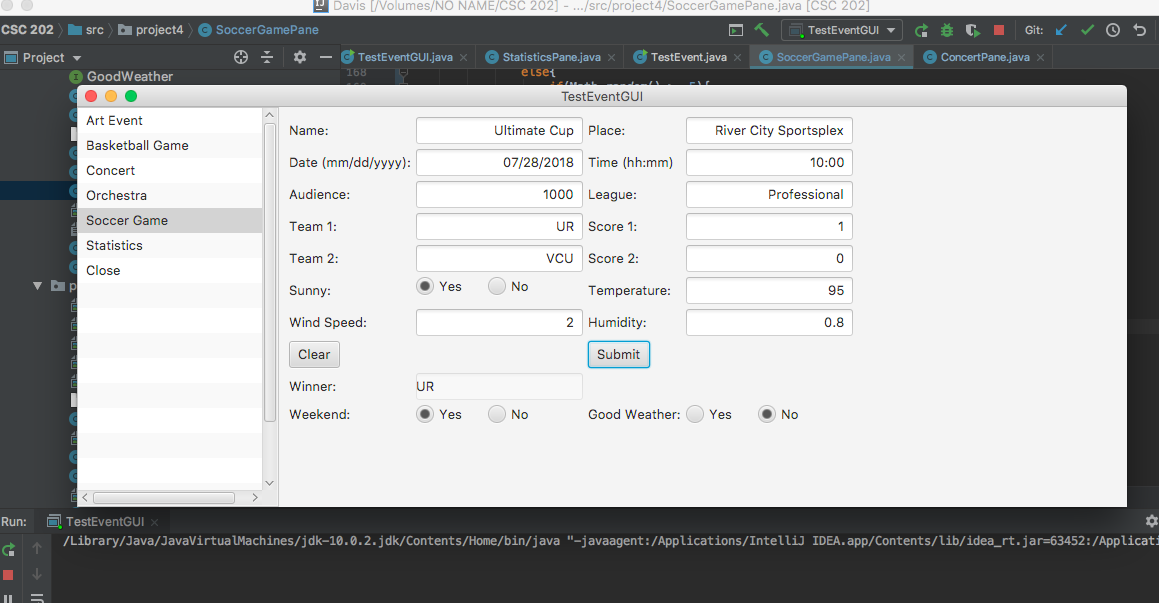 Davis [/Volumes/NO NAME/CSC 202] - .../src/project4/SoccerGamePane.java [CSC 202]
CSC 202 src project4 SoccerGamePane TestEventGUI Git:
Project TestEventGUI.java StatisticsPane.java TestEvent.java SoccerGamePane.java ConcertPane.java
GoodWeather 168 else{
TestEventGUI
Art Event
Basketball Game
Concert
Orchestra
Soccer Game
Statistics
Close
Name: Ultimate Cup Place: River City Sportsplex
Date (mm/dd/yyyy): 07/28/2018 Time (hh:mm) 10:00
Audience: 1000 League: Professional
Team 1: UR Score 1: 1
Team 2: VCU Score 2: 0
Sunny: Yes No Temperature: 95
Wind Speed: 2 Humidity: 0.8
Clear Submit
Winner: UR
Weekend: Yes No Good Weather: Yes No
Run: TestEventGUI
/Library/Java/JavaVirtualMachines/jdk-10.0.2.jdk/Contents/Home/bin/java "-javaagent:/Applications/IntelliJ IDEA.app/Contents/lib/idea_rt.jar=63452:/Applicati